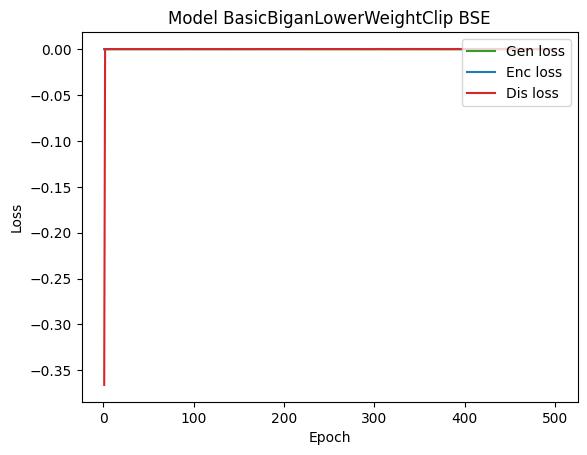 Model BasicBiganLowerWeightClip BSE
Gen loss
Enc loss
Dis loss
0.00
−0.05
−0.10
−0.15
−0.20
−0.25
−0.30
−0.35
Loss
0
100
200
300
400
500
Epoch